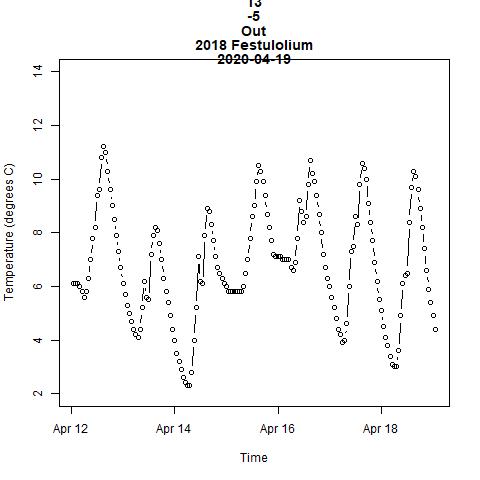 13
-5
Out
2018 Festulolium
2020-04-19
Temperature (degrees C)
14
12
10
8
6
4
2
Apr 12
Apr 14
Apr 16
Apr 18
Time